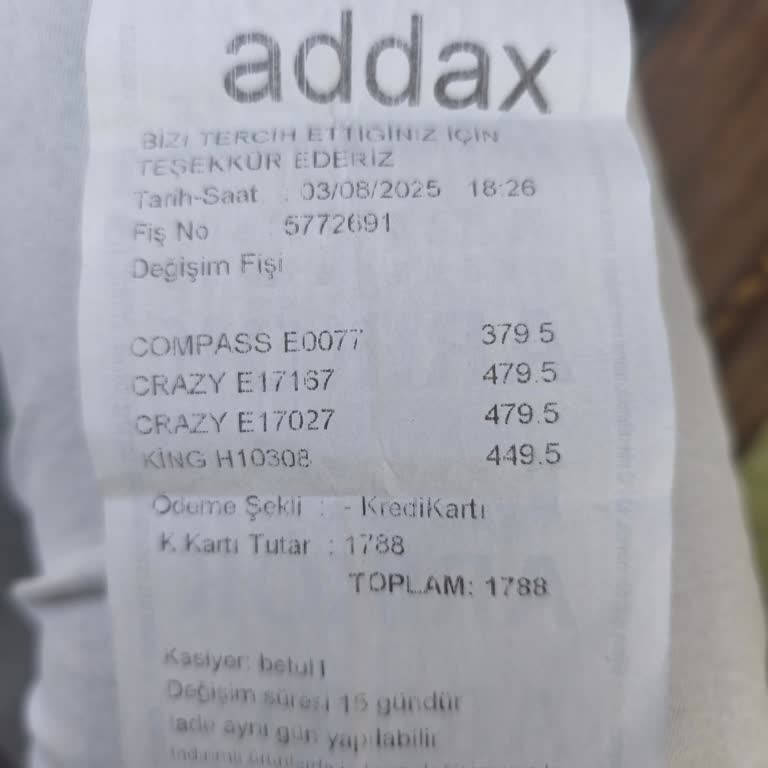 addax
BİZİ TERCİH ETTİĞİNİZ İÇİN
TEŞEKKÜR EDERİZ
Tarih-Saat : 03/08/2025 18:26
Fiş No : 5772691
Değişim Fişi
COMPASS E0077 379.5
CRAZY E17167 479.5
CRAZY E17027 479.5
KİNG H10308 449.5
Ödeme Şekli : - KrediKartı
K.Kartı Tutar : 1788
TOPLAM: 1788
Kasiyer: betul
Değişim süresi 15 gündür
İade aynı gün yapılabilir